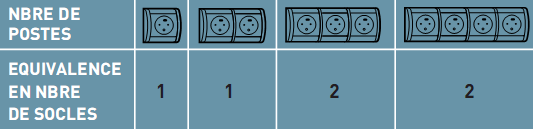 NBRE DE
POSTES
EQUIVALENCE
EN NBRE
DE SOCLES
1 1 2 2